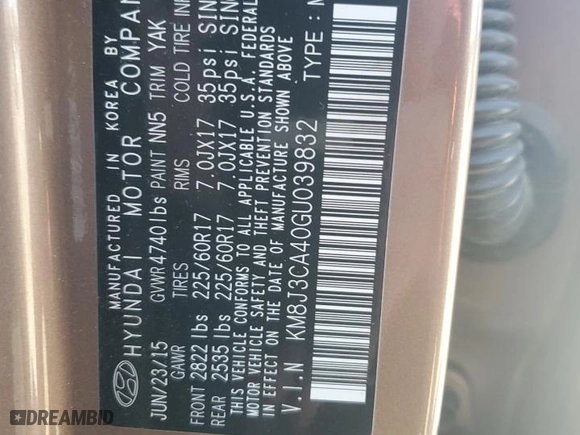 MANUFACTURED IN KOREA BY
HYUNDAI MOTOR COMPAN
JUN/23/15 GVWR 4740lbs PAINT NN5 TRIM YAK
GAWR TIRES RIMS COLD TIRE IN
FRONT 2822 lbs 225/60R17 7.0JX17 35psi SIN
REAR 2535 lbs 225/60R17 7.0JX17 35psi SIN
THIS VEHICLE CONFORMS TO ALL APPLICABLE U.S.A. FEDERAL
MOTOR VEHICLE SAFETY AND THEFT PREVENTION STANDARDS
IN EFFECT ON THE DATE OF MANUFACTURE SHOWN ABOVE
V.I.N KM8J3CA40GU039832 TYPE :
DREAMBID